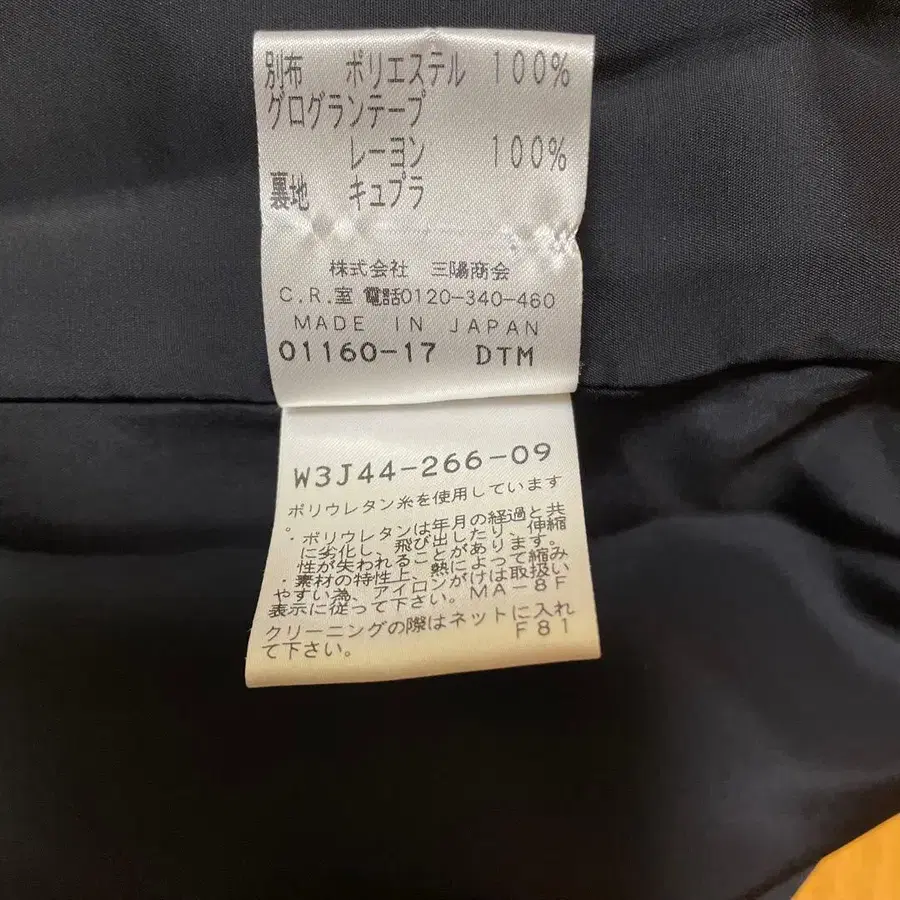 別布 ポリエステル 100%
グログランテープ
レーヨン 100%
裏地 キュプラ
株式会社 三陽商会
C.R.室 電話0120-340-460
MADE IN JAPAN
01160-17 DTM
W3J44-266-09
ポリウレタン糸を使用しています
。
・ポリウレタンは年月の経過と共
に劣化し、飛び出したり、伸縮
性が失われることがあります。
・素材の特性上、熱によって縮み
やすい為、アイロンがけは取扱い
表示に従って下さい。MA-8F
クリーニングの際はネットに入れ
て下さい。 F81